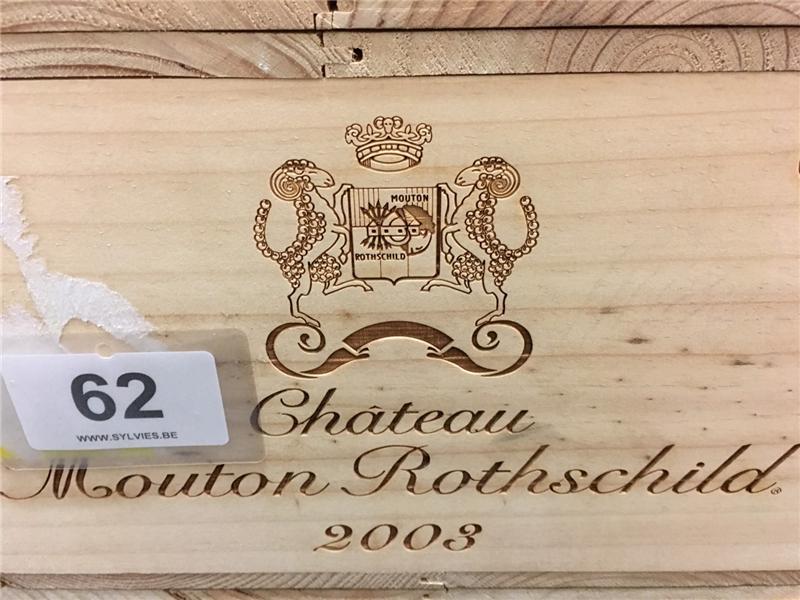 MOUTON
ROTHSCHILD
62
WWW.SYLVIES.BE
Château
Mouton Rothschild®
2003